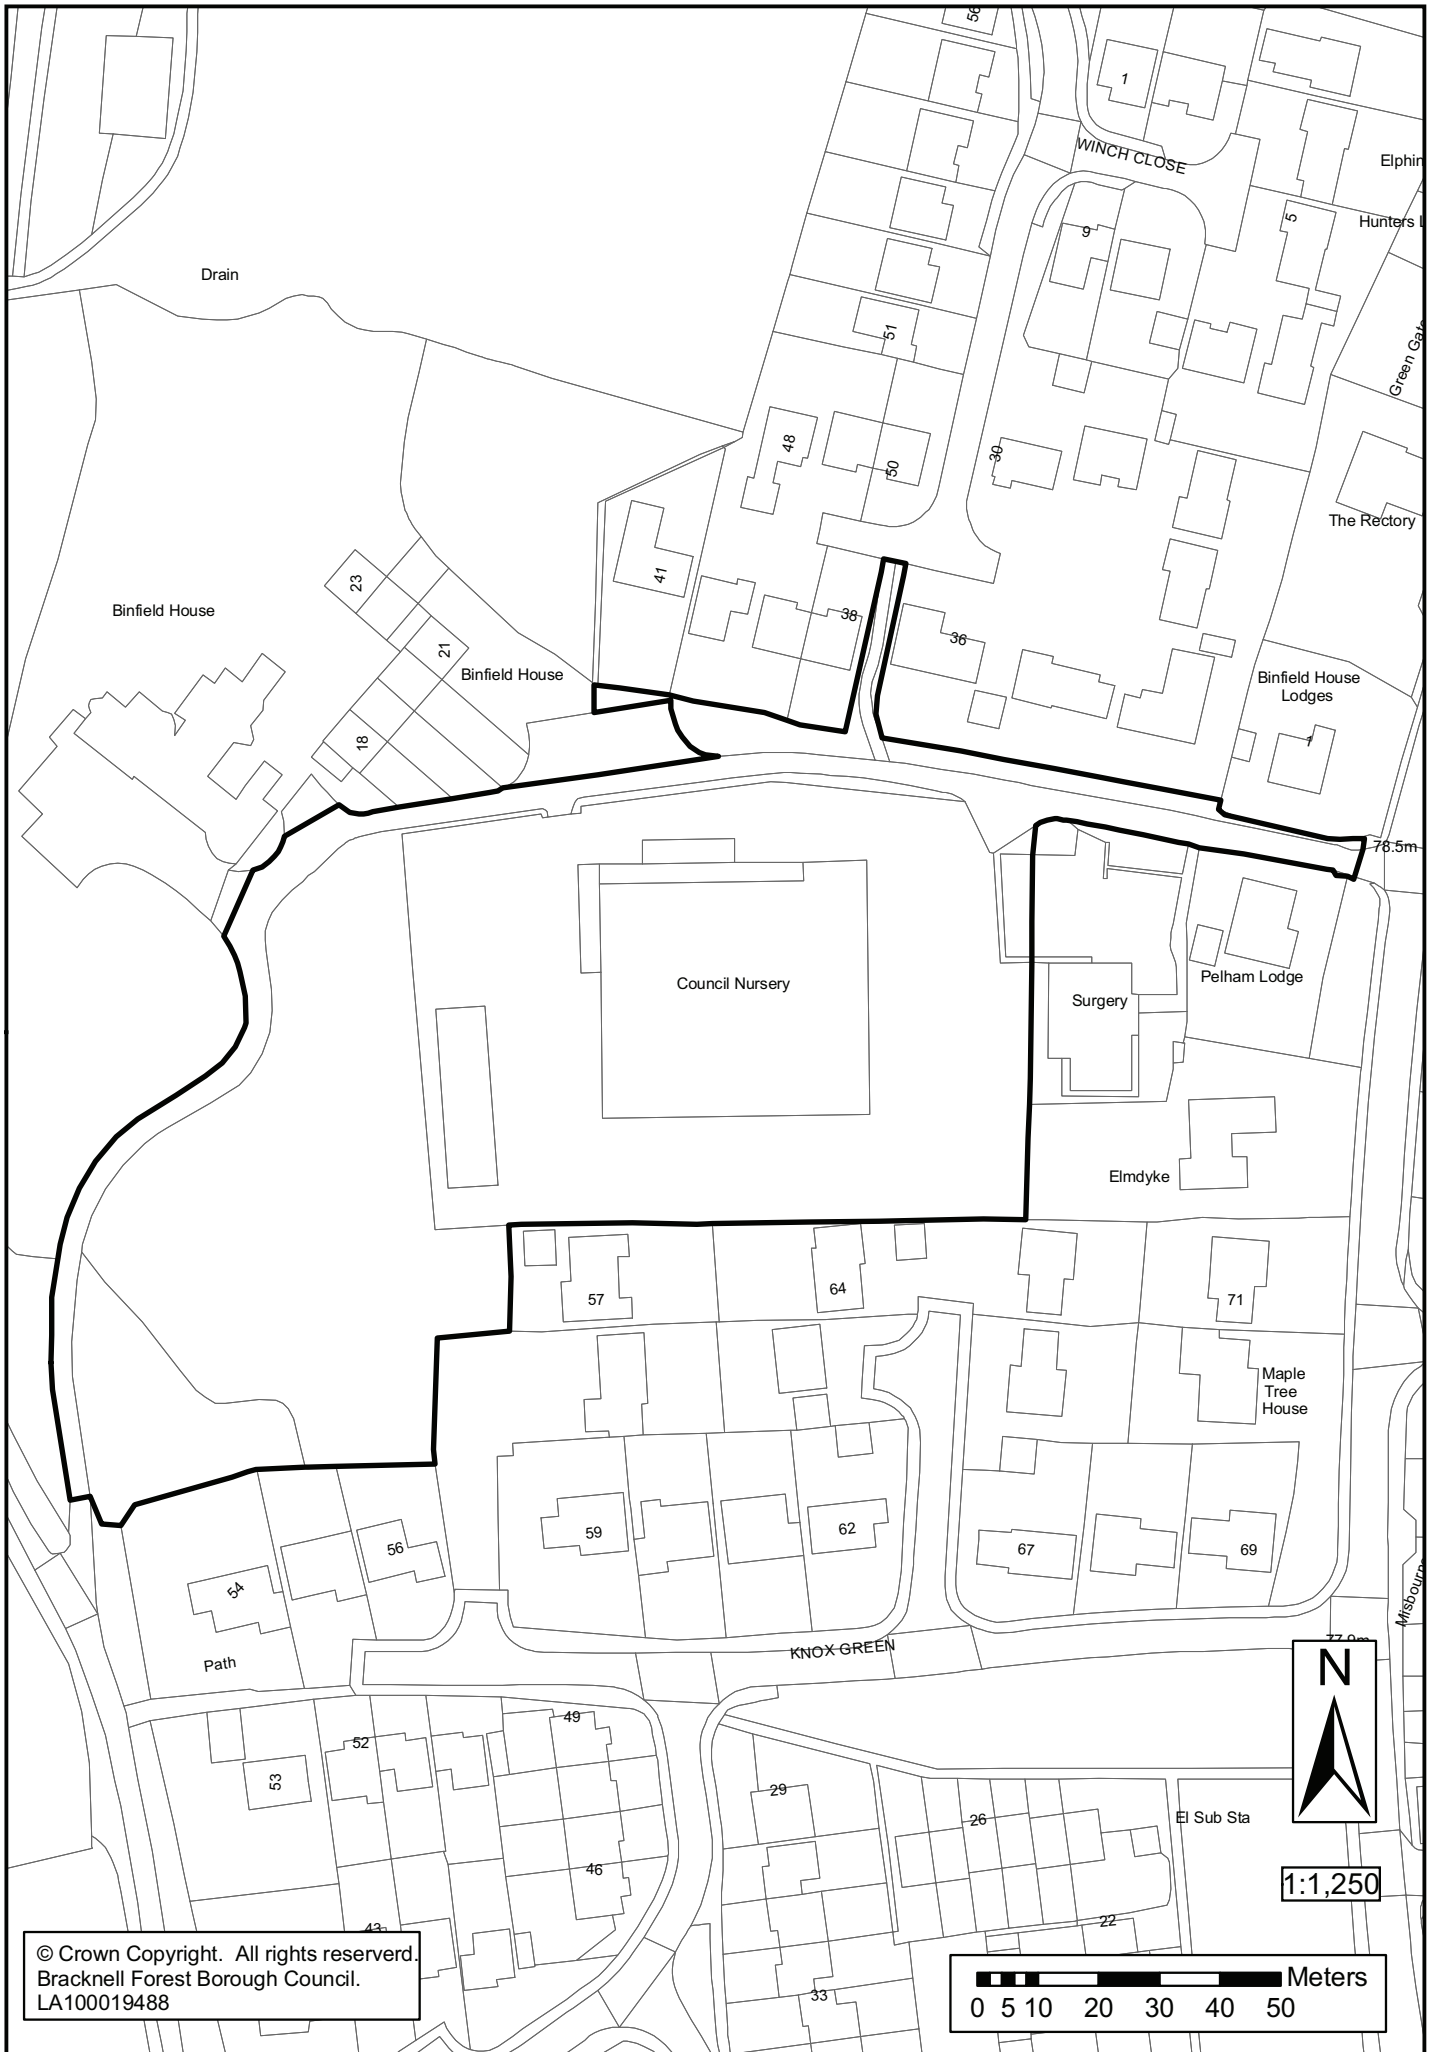 56
1
WINCH CLOSE
Elphin
5
Hunters L
9
Drain
51
Green Gate
48
50
30
The Rectory
41
23
Binfield House
38
36
21
Binfield House
Binfield House
Lodges
18
1
78.5m
Council Nursery
Pelham Lodge
Surgery
Elmdyke
57
64
71
Maple
Tree
House
59
62
67
69
56
54
Misbourne
KNOX GREEN
77.9m
Path
N
49
52
53
29
26
El Sub Sta
46
1:1,250
22
43
© Crown Copyright. All rights reserverd.
Bracknell Forest Borough Council.
LA100019488
33
Meters
0 5 10 20 30 40 50